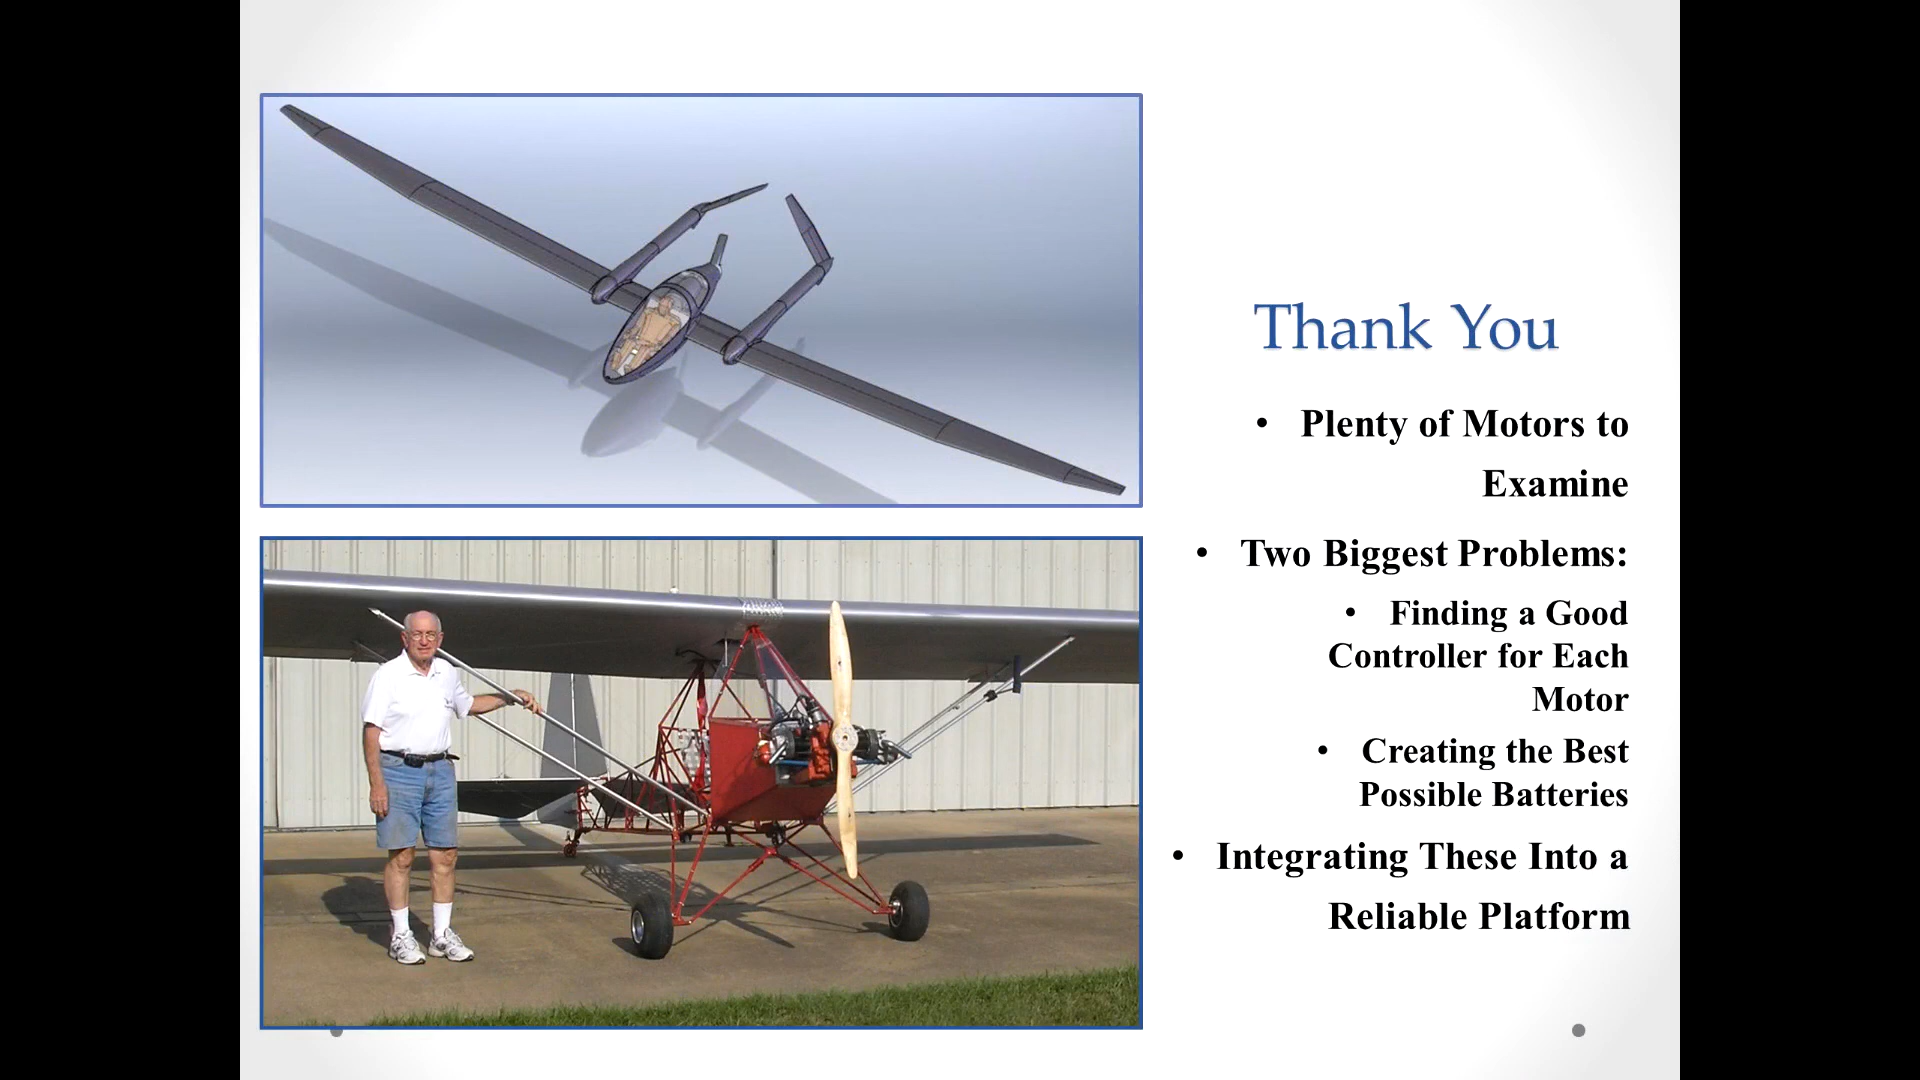 Thank You
• Plenty of Motors to
Examine
• Two Biggest Problems:
• Finding a Good
Controller for Each
Motor
• Creating the Best
Possible Batteries
• Integrating These Into a
Reliable Platform